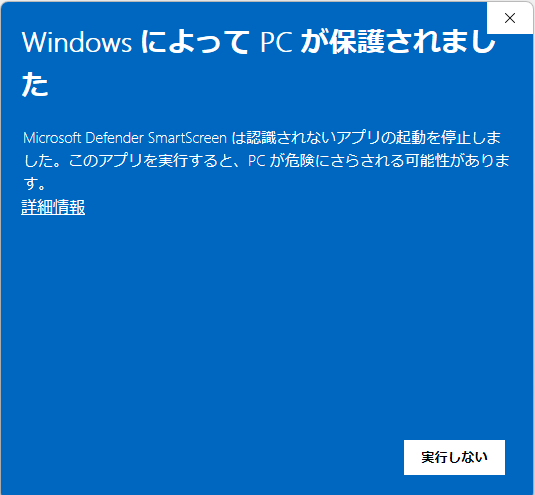 Windows によって PC が保護されまし
た
Microsoft Defender SmartScreen は認識されないアプリの起動を停止しま
した。このアプリを実行すると、PC が危険にさらされる可能性がありま
す。
詳細情報
実行しない